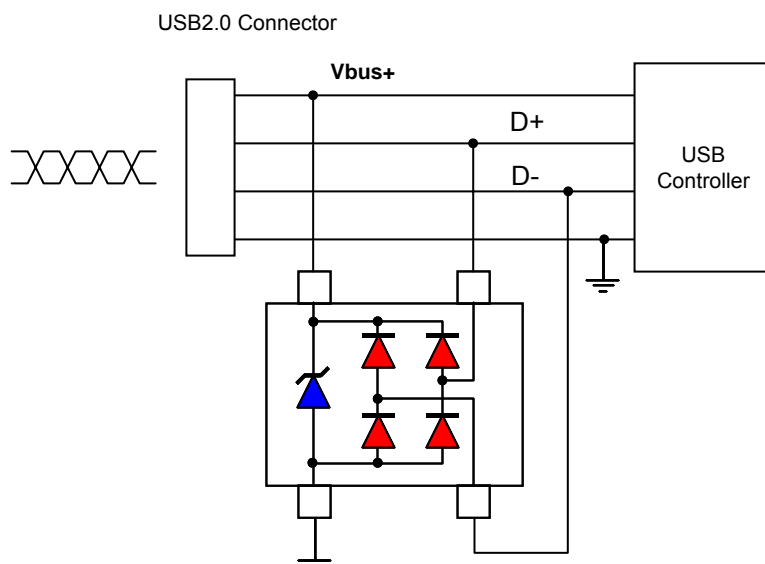 USB2.0 Connector
Vbus+
D+
D-
USB
Controller